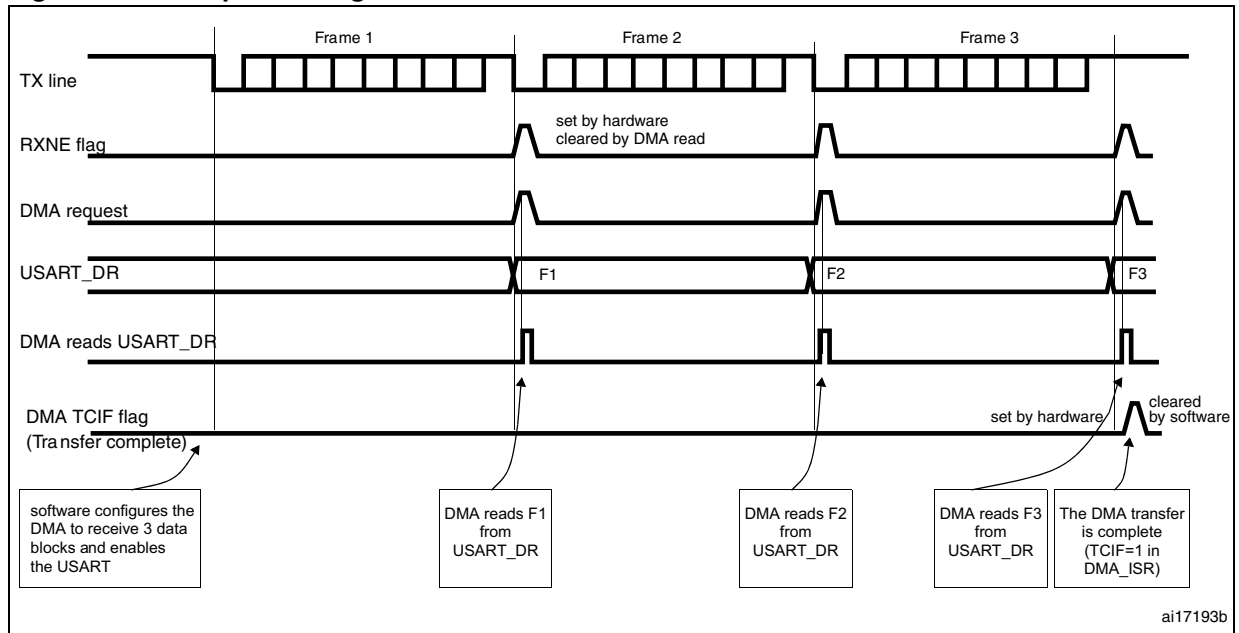 Frame 1 Frame 2 Frame 3
TX line
set by hardware
cleared by DMA read
RXNE flag
DMA request
USART_DR F1 F2 F3
DMA reads USART_DR
DMA TCIF flag
(Transfer complete)
set by hardware
cleared
by software
software configures the
DMA to receive 3 data
blocks and enables
the USART
DMA reads F1
from
USART_DR
DMA reads F2
from
USART_DR
DMA reads F3
from
USART_DR
The DMA transfer
is complete
(TCIF=1 in
DMA_ISR)
ai17193b